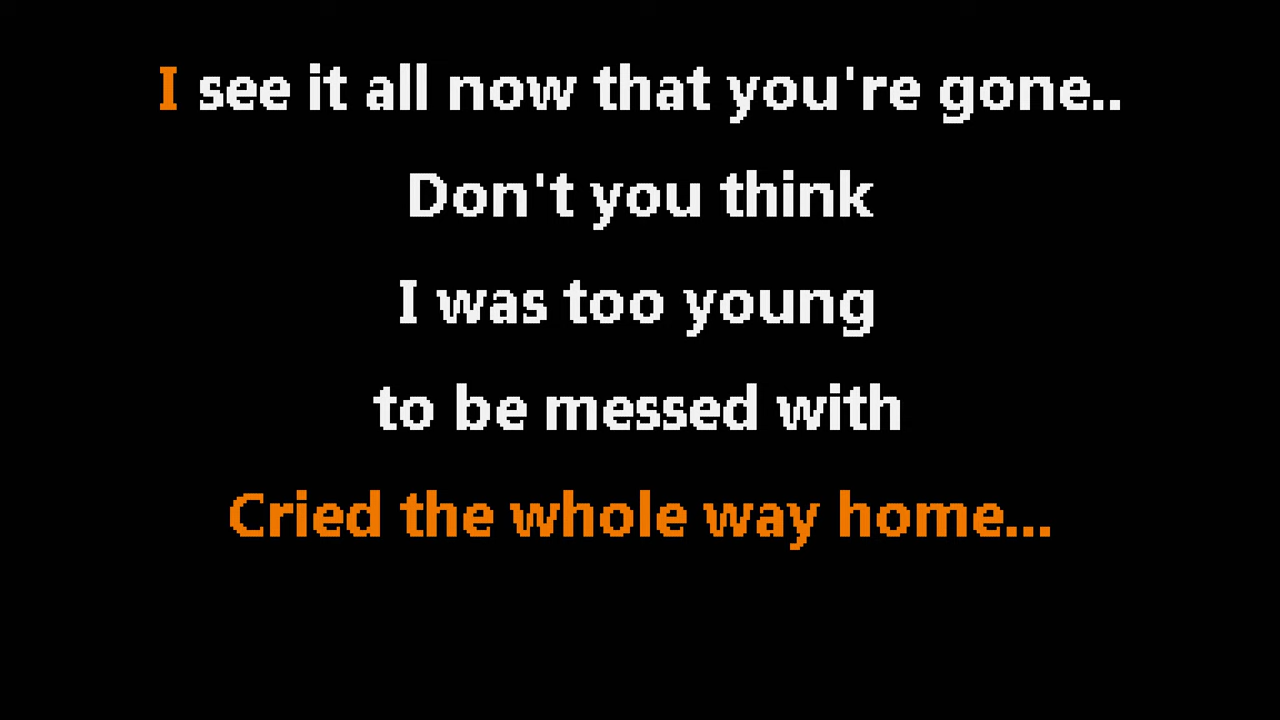 I see it all now that you're gone..
Don't you think
I was too young
to be messed with
Cried the whole way home...